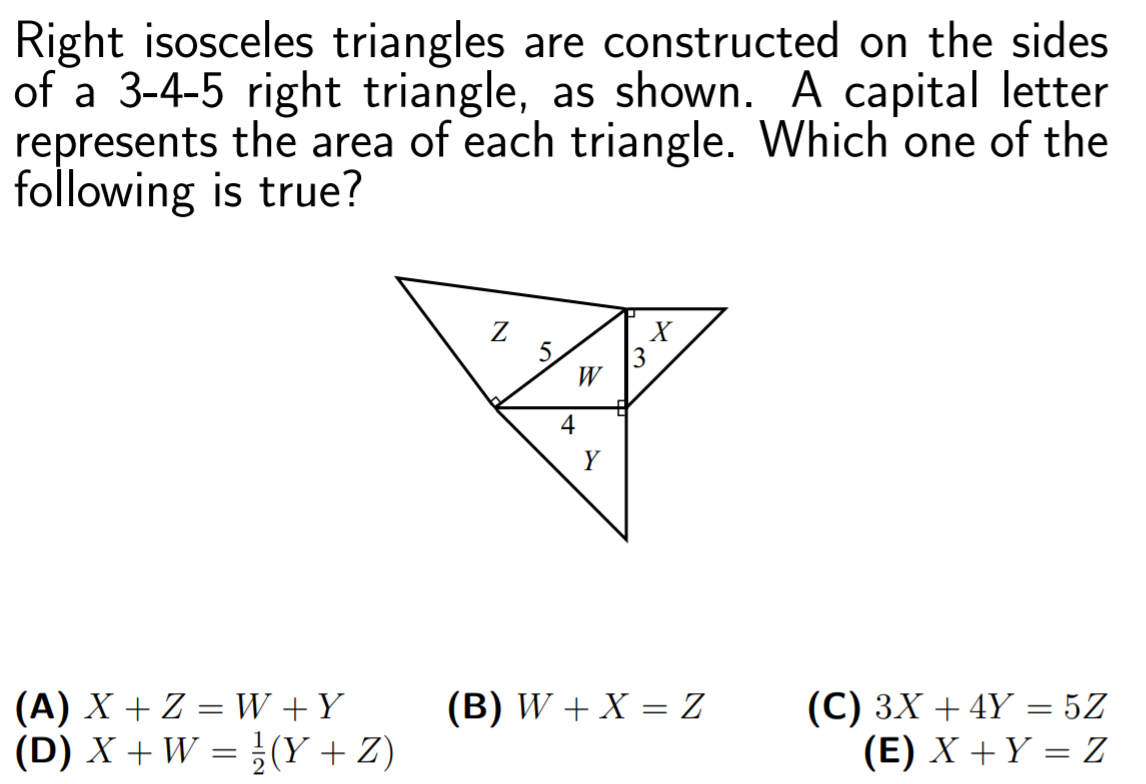 Right isosceles triangles are constructed on the sides
of a 3-4-5 right triangle, as shown. A capital letter
represents the area of each triangle. Which one of the
following is true?
Z
X
5
3
W
4
Y
(A) X + Z = W + Y (B) W + X = Z (C) 3X + 4Y = 5Z
(D) X + W = 1/2(Y + Z) (E) X + Y = Z